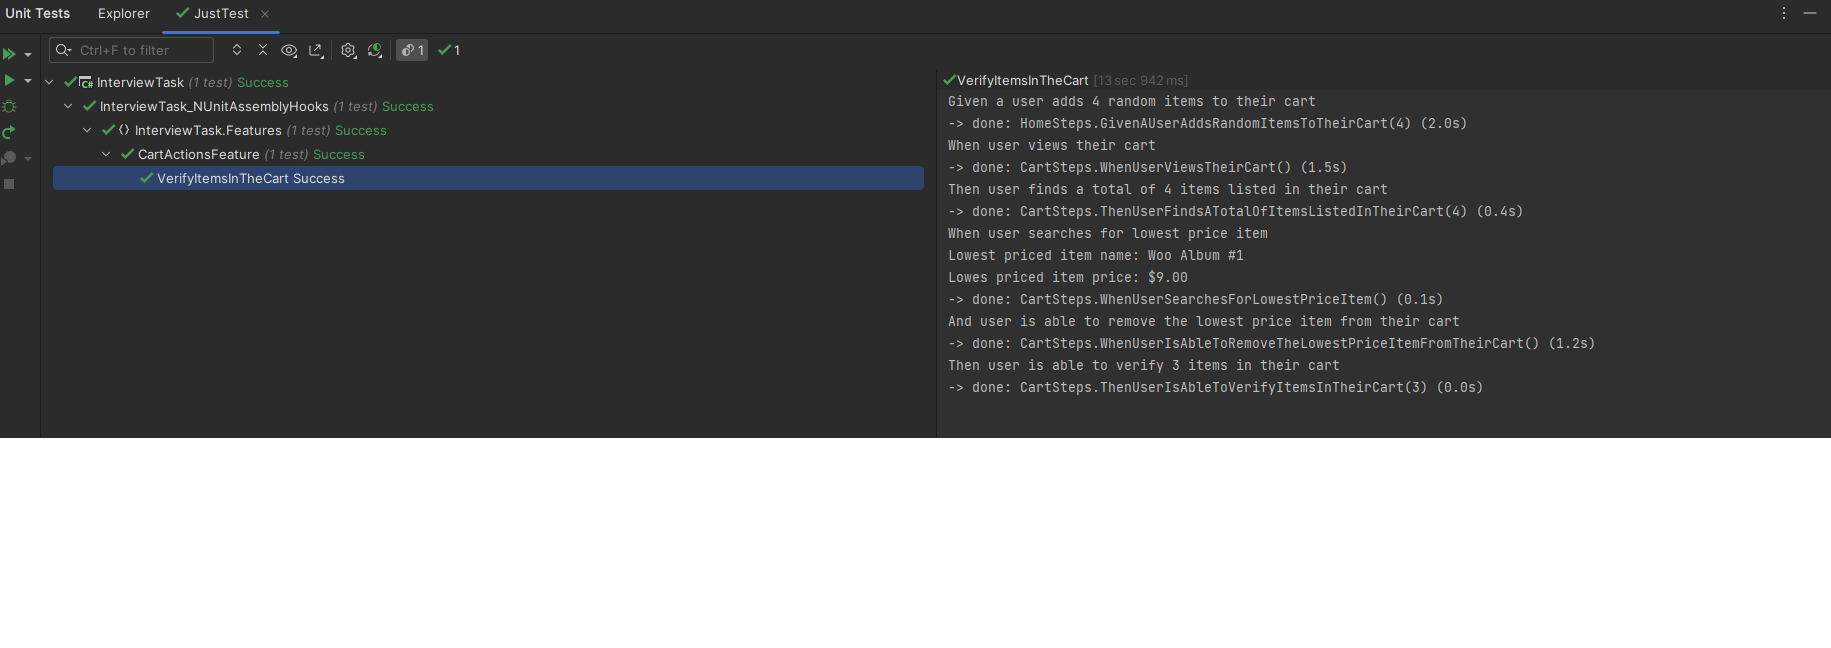 Unit Tests Explorer JustTest
Ctrl+F to filter 1 1
C# InterviewTask (1 test) Success
InterviewTask_NUnitAssemblyHooks (1 test) Success
InterviewTask.Features (1 test) Success
CartActionsFeature (1 test) Success
VerifyItemsInTheCart Success
VerifyItemsInTheCart [13 sec 942 ms]
Given a user adds 4 random items to their cart
-> done: HomeSteps.GivenAUserAddsRandomItemsToTheirCart(4) (2.0s)
When user views their cart
-> done: CartSteps.WhenUserViewsTheirCart() (1.5s)
Then user finds a total of 4 items listed in their cart
-> done: CartSteps.ThenUserFindsATotalOfItemsListedInTheirCart(4) (0.4s)
When user searches for lowest price item
Lowest priced item name: Woo Album #1
Lowes priced item price: $9.00
-> done: CartSteps.WhenUserSearchesForLowestPriceItem() (0.1s)
And user is able to remove the lowest price item from their cart
-> done: CartSteps.WhenUserIsAbleToRemoveTheLowestPriceItemFromTheirCart() (1.2s)
Then user is able to verify 3 items in their cart
-> done: CartSteps.ThenUserIsAbleToVerifyItemsInTheirCart(3) (0.0s)